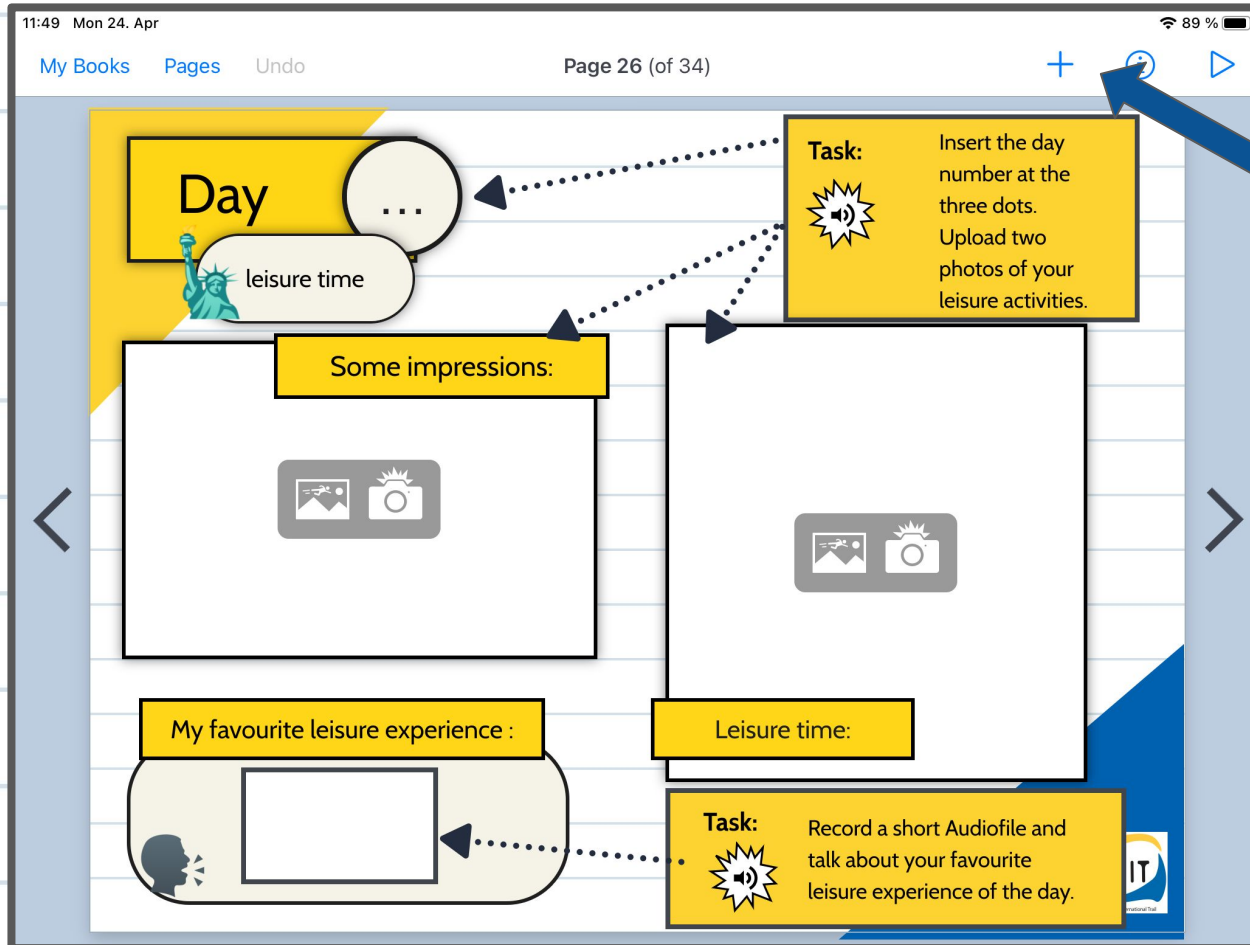 11:49 Mon 24. Apr
89 %
My Books Pages Undo
Page 26 (of 34)
Day
...
leisure time
Task:
Insert the day
number at the
three dots.
Upload two
photos of your
leisure activities.
Some impressions:
My favourite leisure experience :
Leisure time:
Task:
Record a short Audiofile and
talk about your favourite
leisure experience of the day.
IT
ernational Trail